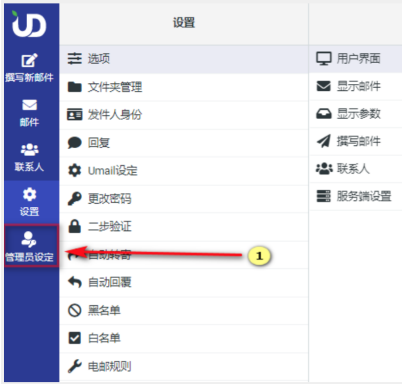 UD
撰写新邮件
邮件
联系人
设置
管理员设定
设置
选项
文件夹管理
发件人身份
回复
Umail设定
更改密码
二步验证
自动转寄
自动回覆
黑名单
白名单
电邮规则
1
用户界面
显示邮件
显示参数
撰写邮件
联系人
服务端设置